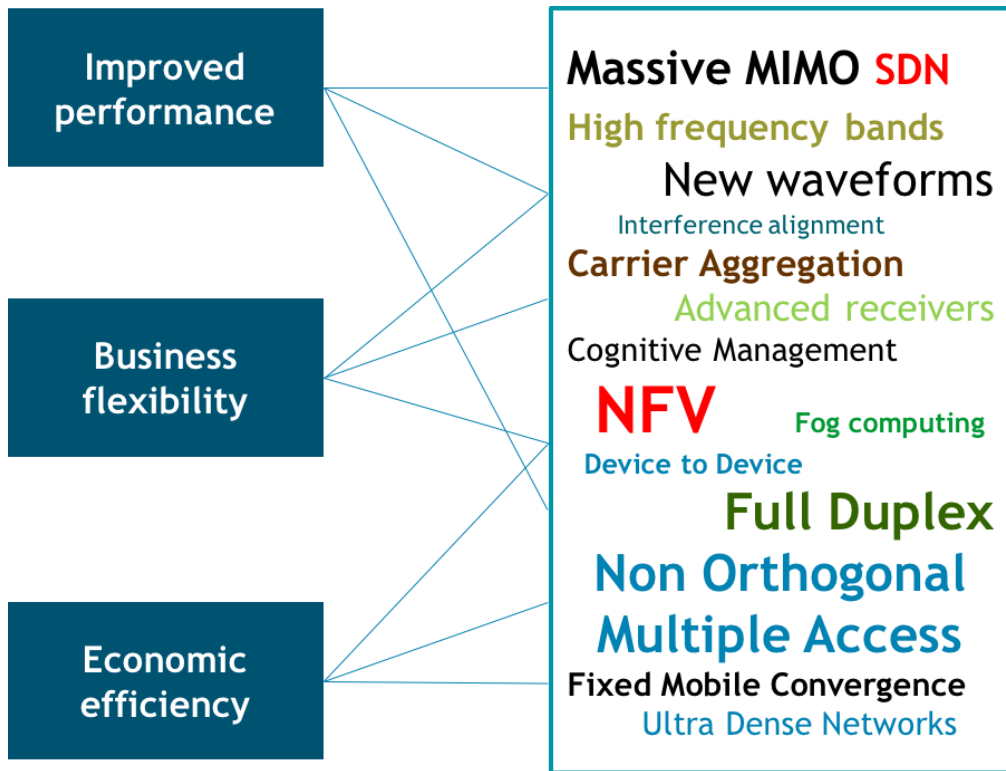 Improved
performance
Business
flexibility
Economic
efficiency
Massive MIMO SDN
High frequency bands
New waveforms
Interference alignment
Carrier Aggregation
Advanced receivers
Cognitive Management
NFV Fog computing
Device to Device
Full Duplex
Non Orthogonal
Multiple Access
Fixed Mobile Convergence
Ultra Dense Networks